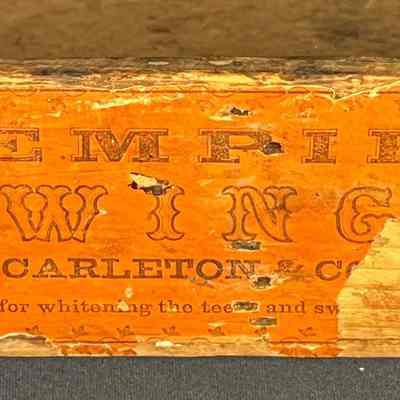 EMPIR
WING
CARLETON & CO
for whitening the teeth and sw